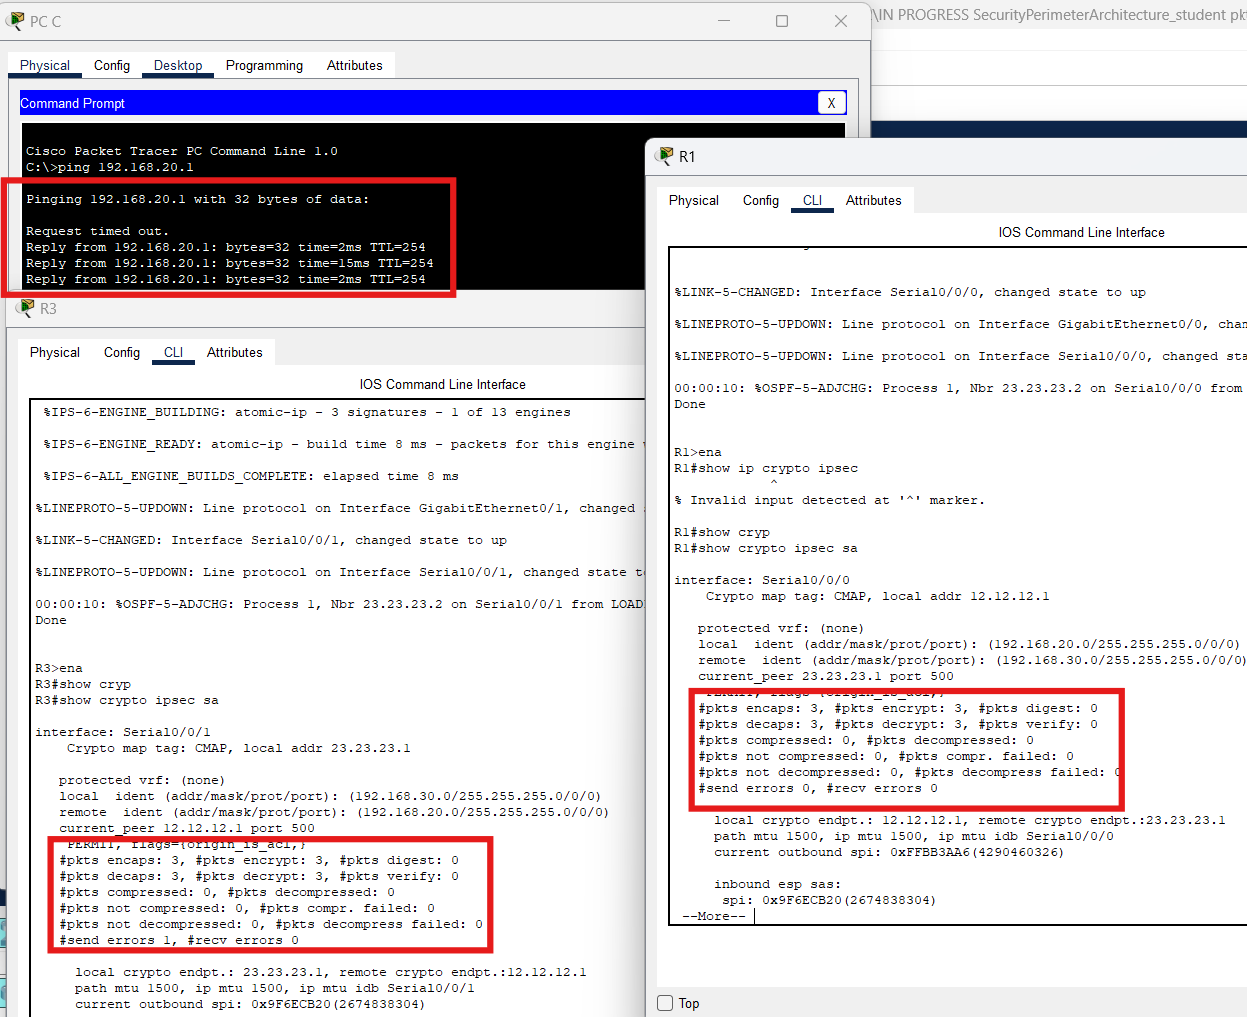 PC C
\IN PROGRESS SecurityPerimeterArchitecture_student pkt
Physical Config Desktop Programming Attributes
Command Prompt
X
Cisco Packet Tracer PC Command Line 1.0
C:\>ping 192.168.20.1
Pinging 192.168.20.1 with 32 bytes of data:
Request timed out.
Reply from 192.168.20.1: bytes=32 time=2ms TTL=254
Reply from 192.168.20.1: bytes=32 time=15ms TTL=254
Reply from 192.168.20.1: bytes=32 time=2ms TTL=254
R3
Physical Config CLI Attributes
IOS Command Line Interface
%IPS-6-ENGINE_BUILDING: atomic-ip - 3 signatures - 1 of 13 engines
%IPS-6-ENGINE_READY: atomic-ip - build time 8 ms - packets for this engine
%IPS-6-ALL_ENGINE_BUILDS_COMPLETE: elapsed time 8 ms
%LINEPROTO-5-UPDOWN: Line protocol on Interface GigabitEthernet0/1, changed
%LINK-5-CHANGED: Interface Serial0/0/1, changed state to up
%LINEPROTO-5-UPDOWN: Line protocol on Interface Serial0/0/1, changed state t
00:00:10: %OSPF-5-ADJCHG: Process 1, Nbr 23.23.23.2 on Serial0/0/1 from LOAD
Done
R3>ena
R3#show cryp
R3#show crypto ipsec sa
interface: Serial0/0/1
Crypto map tag: CMAP, local addr 23.23.23.1
protected vrf: (none)
local ident (addr/mask/prot/port): (192.168.30.0/255.255.255.0/0/0)
remote ident (addr/mask/prot/port): (192.168.20.0/255.255.255.0/0/0)
current_peer 12.12.12.1 port 500
PERMIT, flags={origin_is_acl,}
#pkts encaps: 3, #pkts encrypt: 3, #pkts digest: 0
#pkts decaps: 3, #pkts decrypt: 3, #pkts verify: 0
#pkts compressed: 0, #pkts decompressed: 0
#pkts not compressed: 0, #pkts compr. failed: 0
#pkts not decompressed: 0, #pkts decompress failed: 0
#send errors 1, #recv errors 0
local crypto endpt.: 23.23.23.1, remote crypto endpt.:12.12.12.1
path mtu 1500, ip mtu 1500, ip mtu idb Serial0/0/1
current outbound spi: 0x9F6ECB20(2674838304)
R1
Physical Config CLI Attributes
IOS Command Line Interface
%LINK-5-CHANGED: Interface Serial0/0/0, changed state to up
%LINEPROTO-5-UPDOWN: Line protocol on Interface GigabitEthernet0/0, chan
%LINEPROTO-5-UPDOWN: Line protocol on Interface Serial0/0/0, changed sta
00:00:10: %OSPF-5-ADJCHG: Process 1, Nbr 23.23.23.2 on Serial0/0/0 from
Done
R1>ena
R1#show ip crypto ipsec
^
% Invalid input detected at '^' marker.
R1#show cryp
R1#show crypto ipsec sa
interface: Serial0/0/0
Crypto map tag: CMAP, local addr 12.12.12.1
protected vrf: (none)
local ident (addr/mask/prot/port): (192.168.20.0/255.255.255.0/0/0)
remote ident (addr/mask/prot/port): (192.168.30.0/255.255.255.0/0/0)
current_peer 23.23.23.1 port 500
PERMIT, flags={origin_is_acl,}
#pkts encaps: 3, #pkts encrypt: 3, #pkts digest: 0
#pkts decaps: 3, #pkts decrypt: 3, #pkts verify: 0
#pkts compressed: 0, #pkts decompressed: 0
#pkts not compressed: 0, #pkts compr. failed: 0
#pkts not decompressed: 0, #pkts decompress failed: 0
#send errors 0, #recv errors 0
local crypto endpt.: 12.12.12.1, remote crypto endpt.:23.23.23.1
path mtu 1500, ip mtu 1500, ip mtu idb Serial0/0/0
current outbound spi: 0xFFBB3AA6(4290460326)
inbound esp sas:
spi: 0x9F6ECB20(2674838304)
--More--
Top